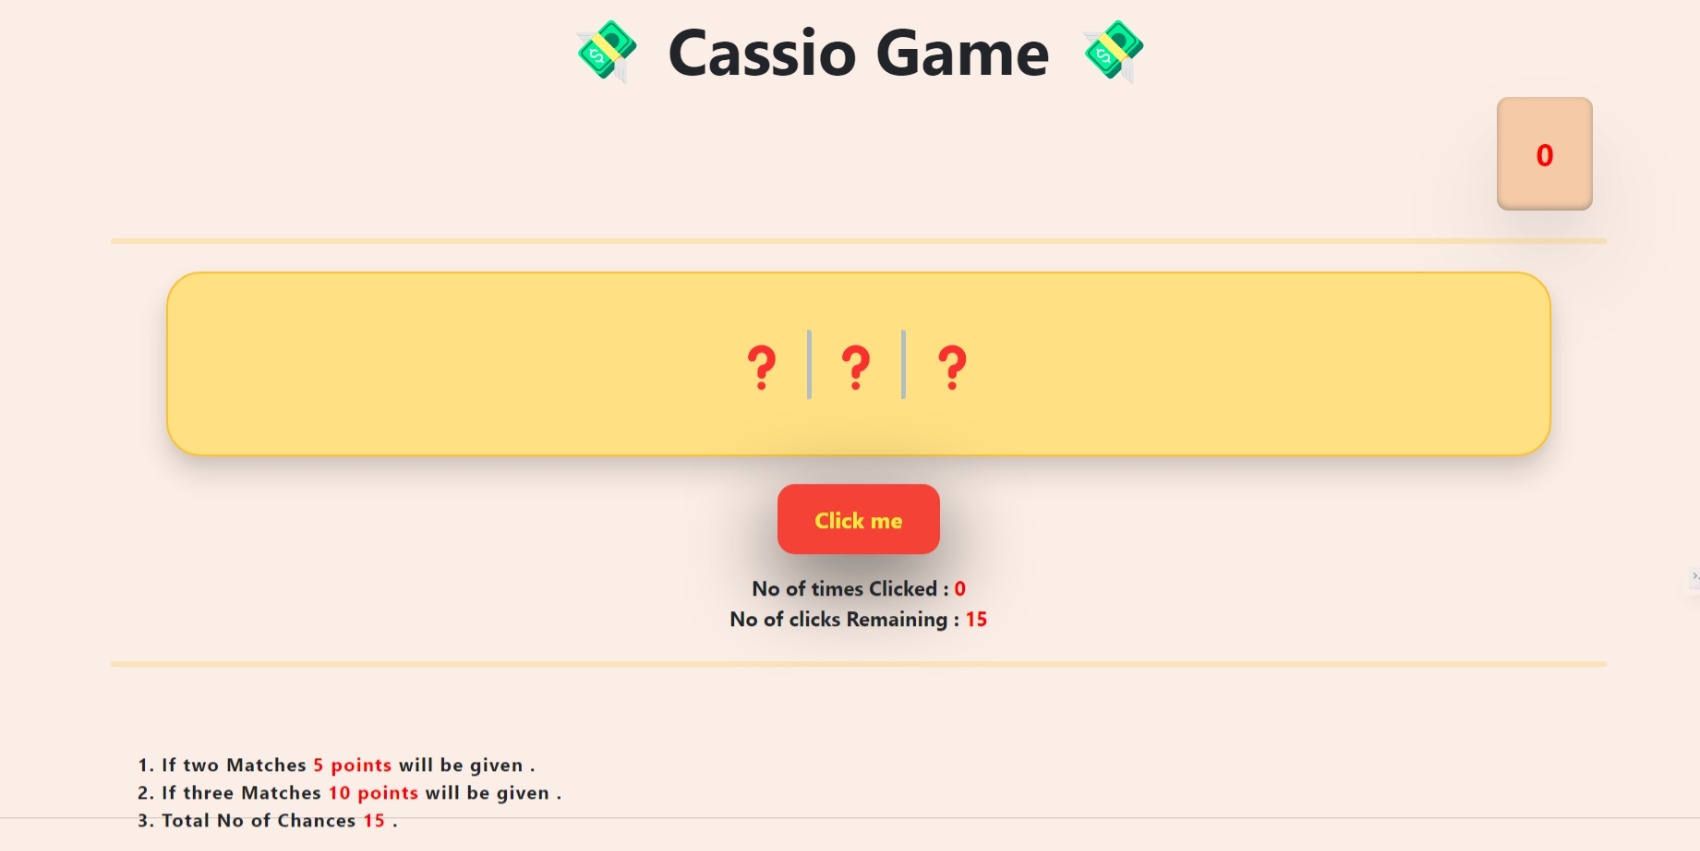 💸 Cassio Game 💸
0
❓ | ❓ | ❓
Click me
No of times Clicked : 0
No of clicks Remaining : 15
1. If two Matches 5 points will be given .
2. If three Matches 10 points will be given .
3. Total No of Chances 15 .